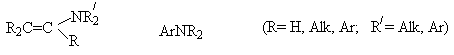 R₂C=C NR₂/ R ArNR₂ (R= H, Alk, Ar; R/ = Alk, Ar)